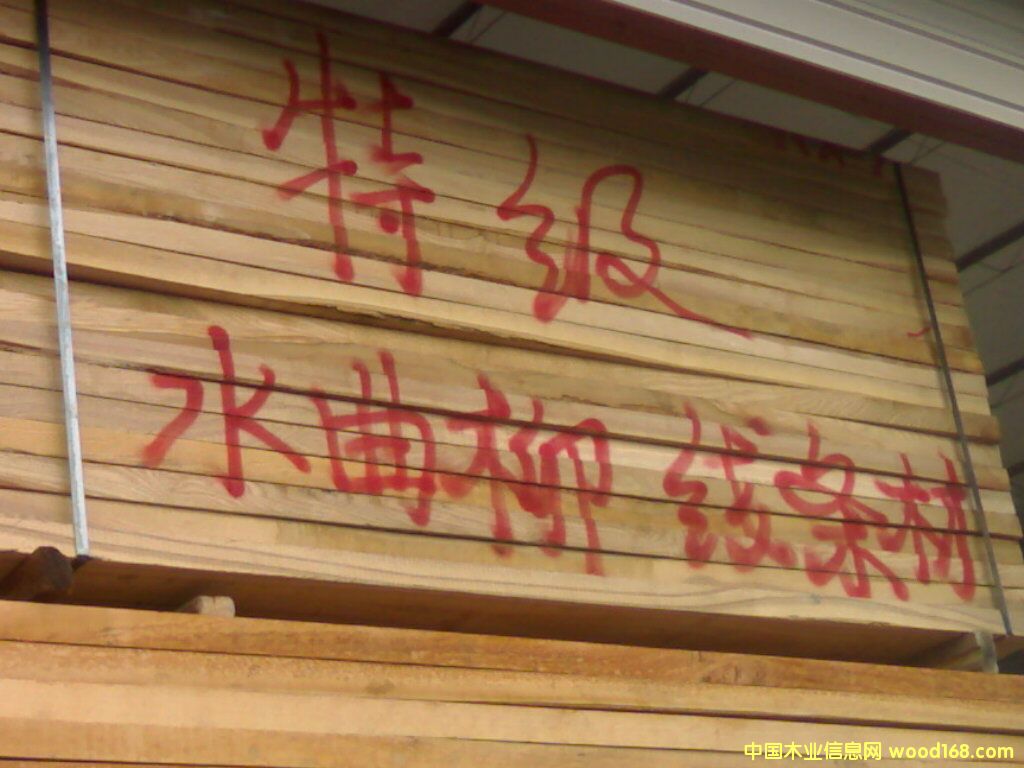 特级
水曲柳 线条材
中国木业信息网 wood168.com